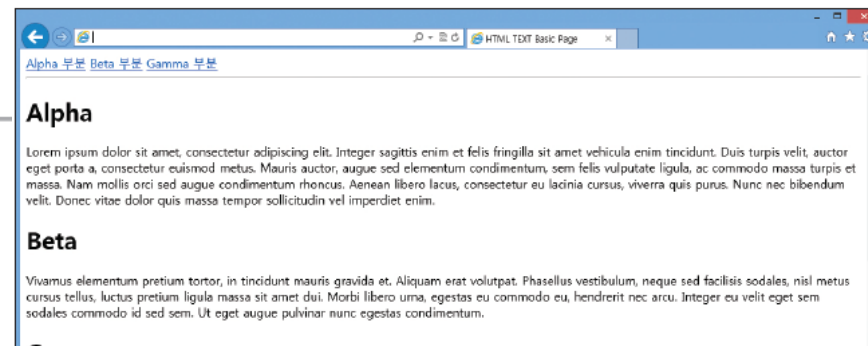 HTML TEXT Basic Page
Alpha 부분 Beta 부분 Gamma 부분
Alpha
Lorem ipsum dolor sit amet, consectetur adipiscing elit. Integer sagittis enim et felis fringilla sit amet vehicula enim tincidunt. Duis turpis velit, auctor
eget porta a, consectetur euismod metus. Mauris auctor, augue sed elementum condimentum, sem felis vulputate ligula, ac commodo massa turpis et
massa. Nam mollis orci sed augue condimentum rhoncus. Aenean libero lacus, consectetur eu lacinia cursus, viverra quis purus. Nunc nec bibendum
velit. Donec vitae dolor quis massa tempor sollicitudin vel imperdiet enim.
Beta
Vivamus elementum pretium tortor, in tincidunt mauris gravida et. Aliquam erat volutpat. Phasellus vestibulum, neque sed facilisis sodales, nisl metus
cursus tellus, luctus pretium ligula massa sit amet dui. Morbi libero urna, egestas eu commodo eu, hendrerit nec arcu. Integer eu velit eget sem
sodales commodo id sed sem. Ut eget augue pulvinar nunc egestas condimentum.